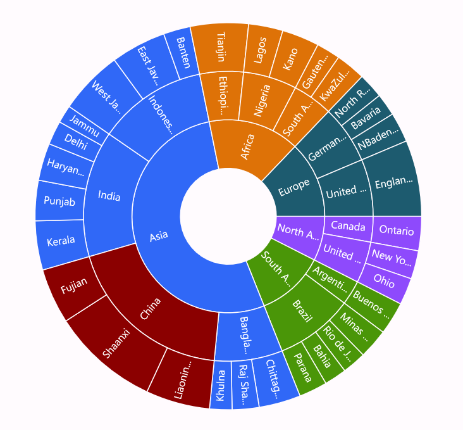 Africa
Ethiopi...
Tianjin
Nigeria
Lagos
Kano
South A...
Gauten...
KwaZul...
Europe
German...
North R...
Bavaria
NBaden...
United ...
Englan...
North A...
Canada
Ontario
United ...
New Yo...
Ohio
South A...
Argenti...
Buenos ...
Brazil
Minas ...
Rio de J...
Bahia
Parana
Asia
Bangla...
Chittag...
Raj Sha...
Khulna
China
Liaonin...
Shaanxi
Fujian
India
Kerala
Punjab
Haryan...
Delhi
Jammu
Indones...
West Ja...
East Jav...
Banten